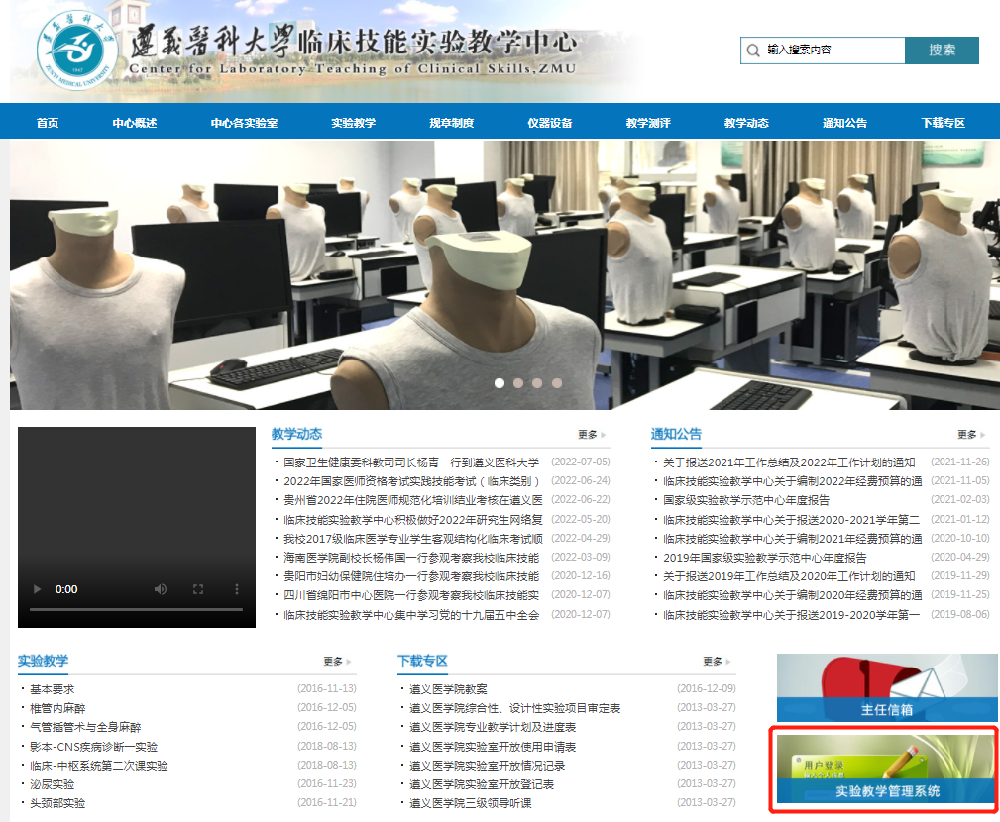 遵义医科大学临床技能实验教学中心
Center for Laboratory Teaching of Clinical Skills,ZMU
ZUNYI MEDICAL UNIVERSITY
输入搜索内容 搜索
首页 中心概述 中心各实验室 实验教学 规章制度 仪器设备 教学测评 教学动态 通知公告 下载专区
0:00
教学动态 更多
国家卫生健康委科教司司长杨青一行到遵义医科大学 (2022-07-05)
2022年国家医师资格考试实践技能考试（临床类别） (2022-06-24)
贵州省2022年住院医师规范化培训结业考核在遵义医 (2022-06-22)
临床技能实验教学中心积极做好2022年研究生网络复 (2022-05-20)
我校2017级临床医学专业学生客观结构化临床考试顺 (2022-04-29)
海南医学院副校长杨伟国一行参观考察我校临床技能 (2022-03-09)
贵阳市妇幼保健院住培办一行参观考察我校临床技能 (2020-12-16)
四川省绵阳市中心医院一行参观考察我校临床技能实 (2020-12-07)
临床技能实验教学中心集中学习党的十九届五中全会 (2020-12-07)
通知公告 更多
关于报送2021年工作总结及2022年工作计划的通知 (2021-11-26)
临床技能实验教学中心关于编制2022年经费预算的通 (2021-11-05)
国家级实验教学示范中心年度报告 (2021-02-03)
临床技能实验教学中心关于报送2020-2021学年第二 (2021-01-12)
临床技能实验教学中心关于编制2021年经费预算的通 (2020-10-10)
2019年国家级实验教学示范中心年度报告 (2020-04-29)
关于报送2019年工作总结及2020年工作计划的通知 (2019-11-29)
临床技能实验教学中心关于编制2020年经费预算的通 (2019-11-25)
临床技能实验教学中心关于报送2019-2020学年第一 (2019-08-06)
实验教学 更多
基本要求 (2016-11-13)
椎管内麻醉 (2016-12-05)
气管插管术与全身麻醉 (2016-12-05)
影本-CNS疾病诊断一实验 (2018-08-13)
临床-中枢系统第二次课实验 (2018-08-13)
泌尿实验 (2016-11-23)
头颈部实验 (2016-11-21)
下载专区 更多
遵义医学院教案 (2016-12-09)
遵义医学院综合性、设计性实验项目审定表 (2013-03-27)
遵义医学院专业教学计划及进度表 (2013-03-27)
遵义医学院实验室开放使用申请表 (2013-03-27)
遵义医学院实验室开放情况记录 (2013-03-27)
遵义医学院实验室开放登记表 (2013-03-27)
遵义医学院三级领导听课 (2013-03-27)
主任信箱
用户登录
实验教学管理系统